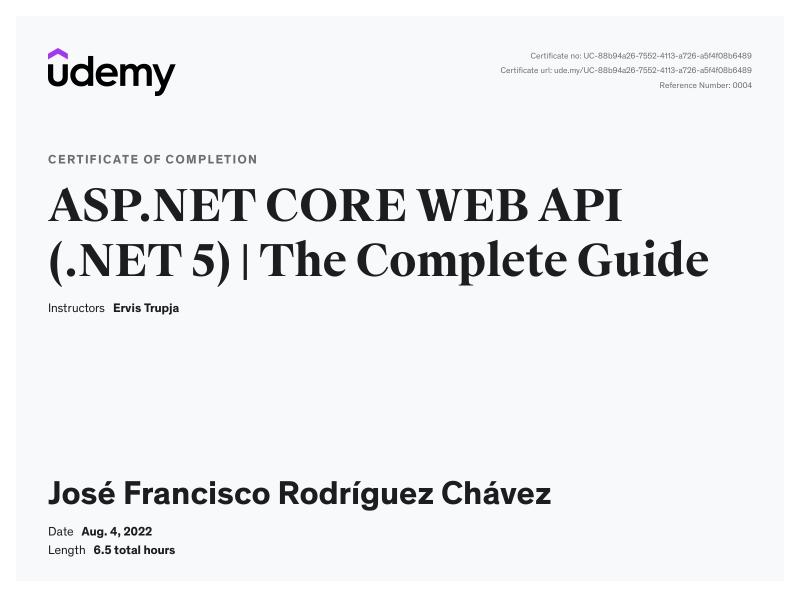 udemy
Certificate no: UC-88b94a26-7552-4113-a726-a5f4f08b6489
Certificate url: ude.my/UC-88b94a26-7552-4113-a726-a5f4f08b6489
Reference Number: 0004
CERTIFICATE OF COMPLETION
ASP.NET CORE WEB API
(.NET 5) | The Complete Guide
Instructors Ervis Trupja
José Francisco Rodríguez Chávez
Date Aug. 4, 2022
Length 6.5 total hours